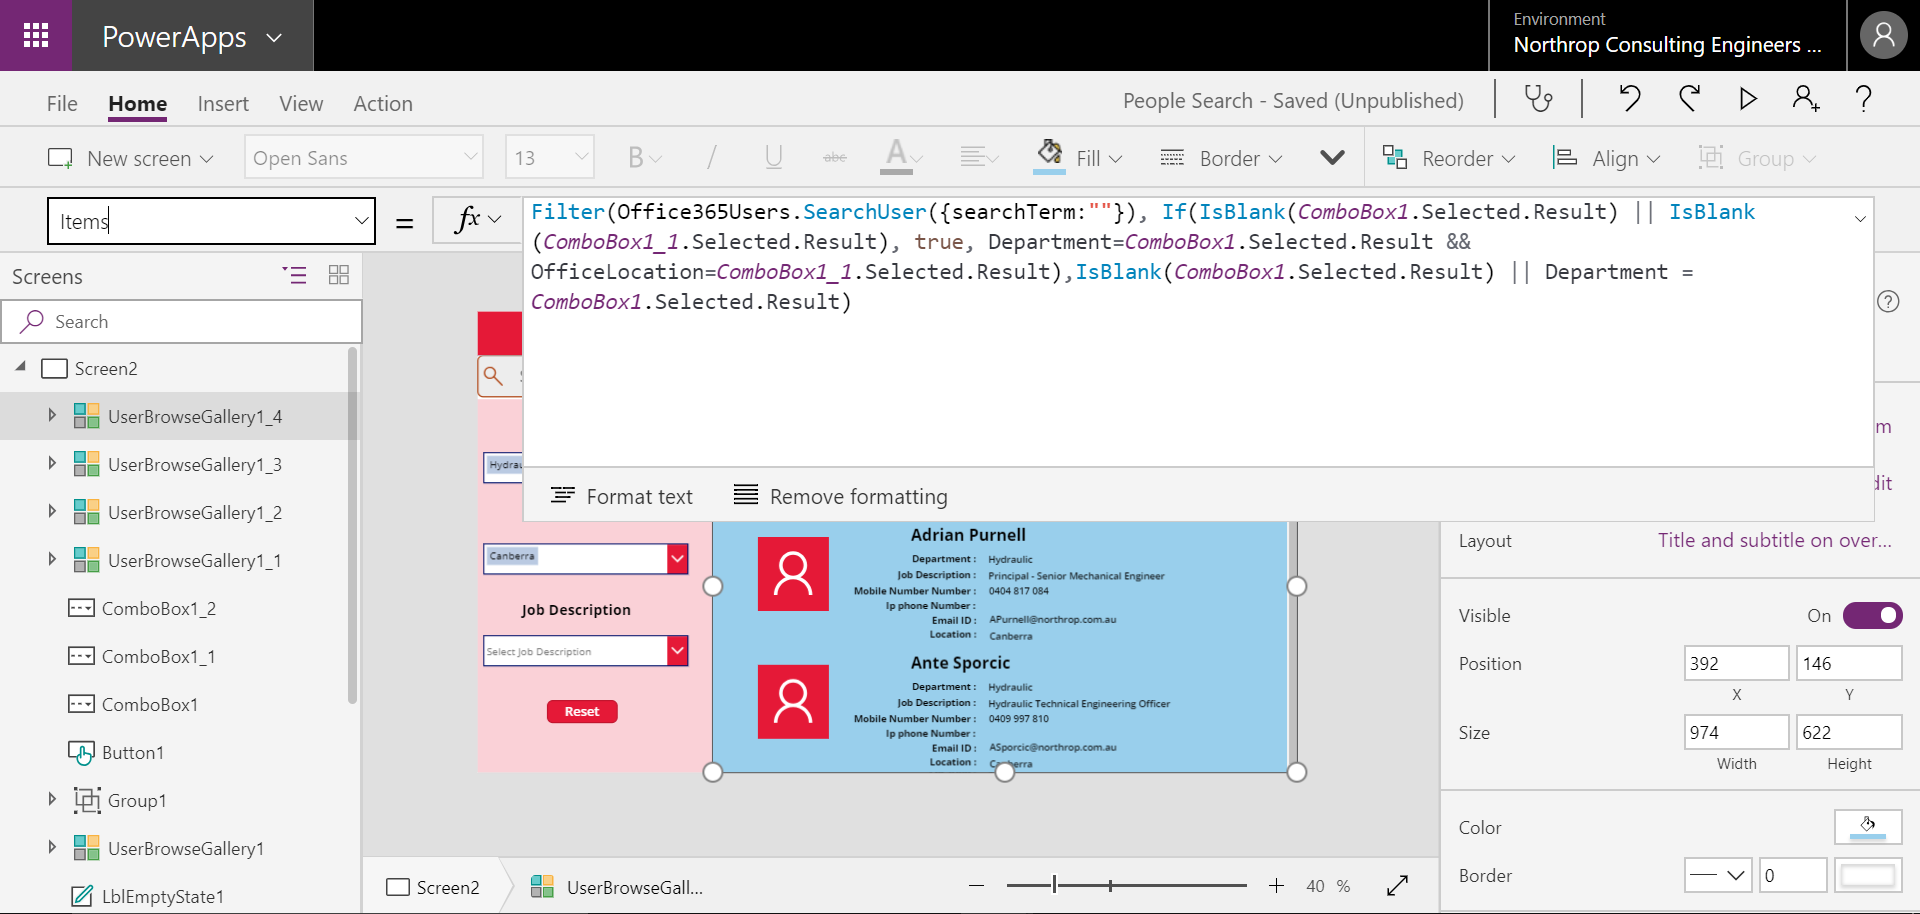 PowerApps
Environment
Northrop Consulting Engineers ...
File Home Insert View Action
People Search - Saved (Unpublished)
New screen
Open Sans
13
B
/
U
abc
A
Fill
Border
Reorder
Align
Group
Items
=
fx
Filter(Office365Users.SearchUser({searchTerm:""}), If(IsBlank(ComboBox1.Selected.Result) || IsBlank
(ComboBox1_1.Selected.Result), true, Department=ComboBox1.Selected.Result &&
OfficeLocation=ComboBox1_1.Selected.Result),IsBlank(ComboBox1.Selected.Result) || Department =
ComboBox1.Selected.Result)
Format text
Remove formatting
Screens
Search
Screen2
UserBrowseGallery1_4
UserBrowseGallery1_3
UserBrowseGallery1_2
UserBrowseGallery1_1
ComboBox1_2
ComboBox1_1
ComboBox1
Button1
Group1
UserBrowseGallery1
LblEmptyState1
Canberra
Job Description
Select Job Description
Reset
Adrian Purnell
Department : Hydraulic
Job Description : Principal - Senior Mechanical Engineer
Mobile Number Number : 0404 817 084
Ip phone Number :
Email ID : APurnell@northrop.com.au
Location : Canberra
Ante Sporcic
Department : Hydraulic
Job Description : Hydraulic Technical Engineering Officer
Mobile Number Number : 0409 997 810
Ip phone Number :
Email ID : ASporcic@northrop.com.au
Location :
Screen2
UserBrowseGall...
40 %
Layout
Title and subtitle on over...
Visible
On
Position
392
146
X
Y
Size
974
622
Width
Height
Color
Border
0